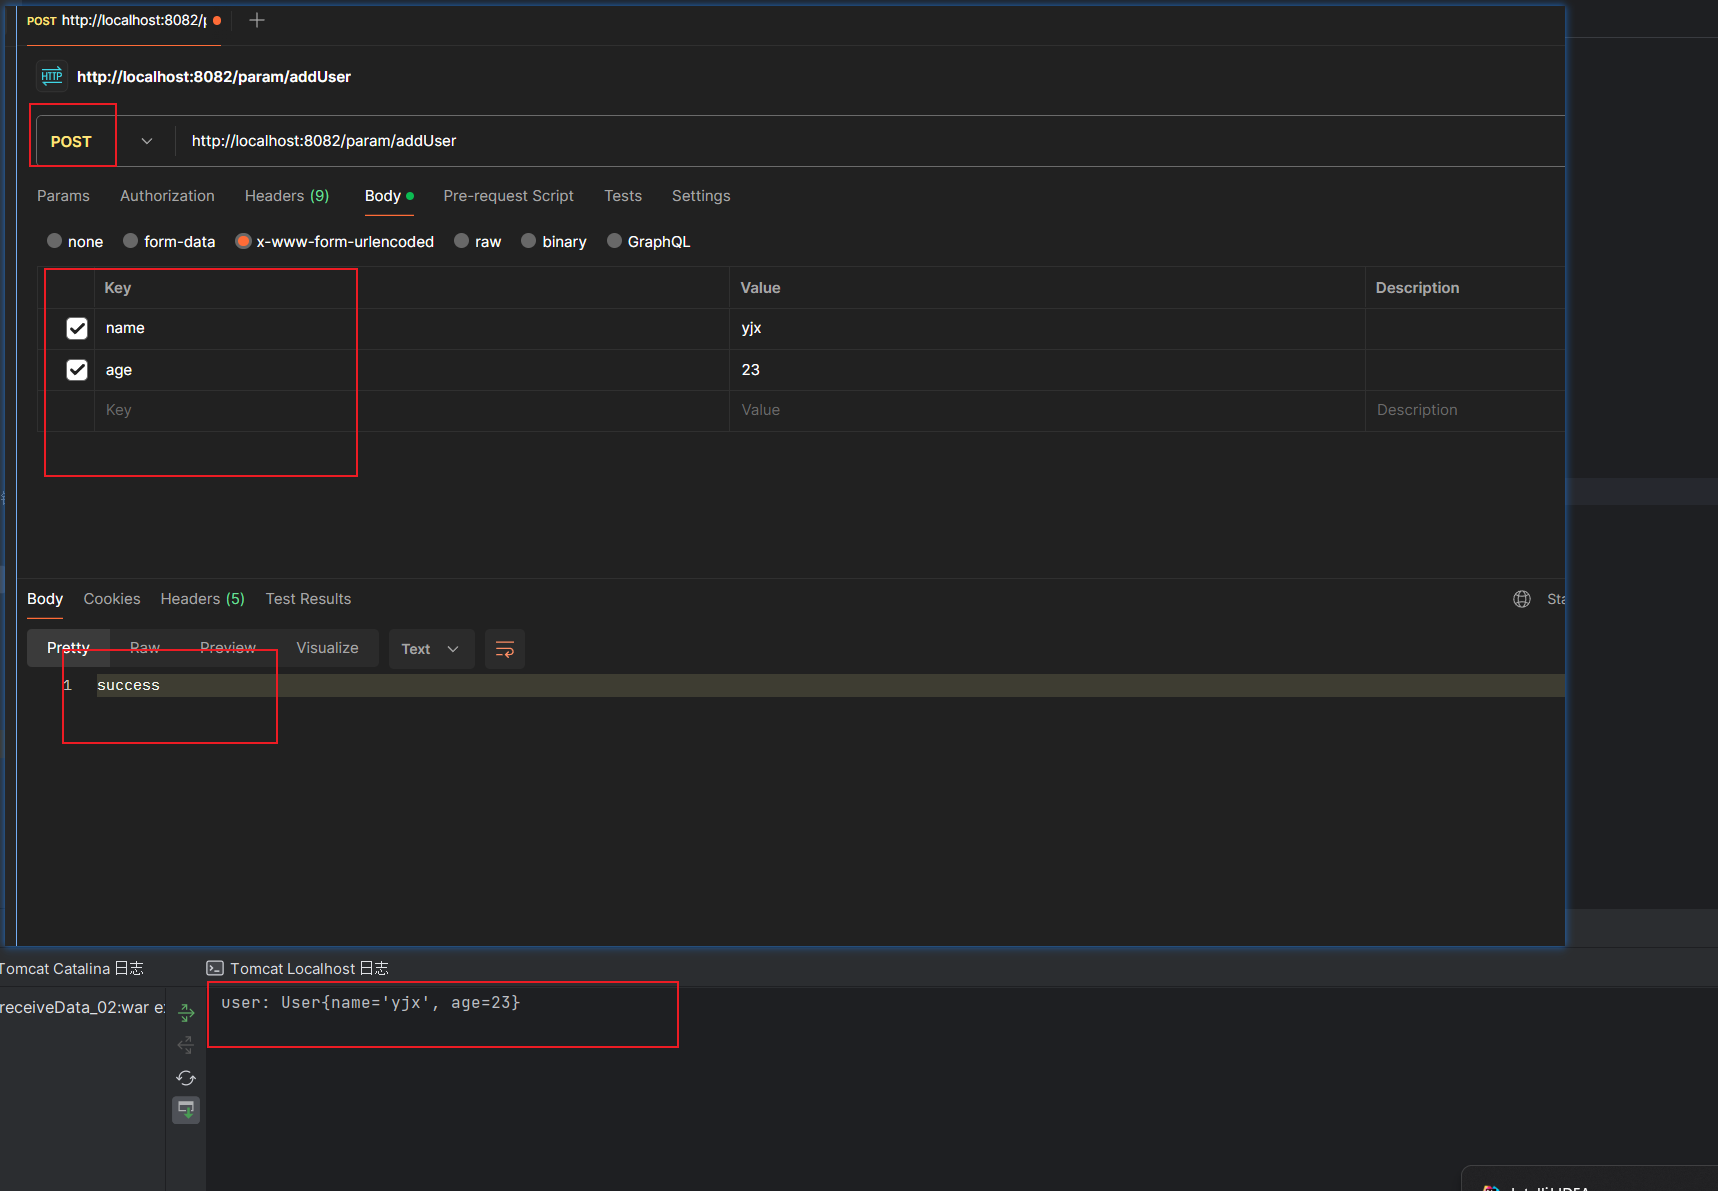 POST http://localhost:8082/p
HTTP http://localhost:8082/param/addUser
POST http://localhost:8082/param/addUser
Params Authorization Headers (9) Body Pre-request Script Tests Settings
none form-data x-www-form-urlencoded raw binary GraphQL
Key Value Description
name yjx
age 23
Key Value Description
Body Cookies Headers (5) Test Results Sta
Pretty Raw Preview Visualize Text
1 success
Tomcat Catalina 日志 Tomcat Localhost 日志
receiveData_02:war e
user: User{name='yjx', age=23}
IntelliJ IDEA